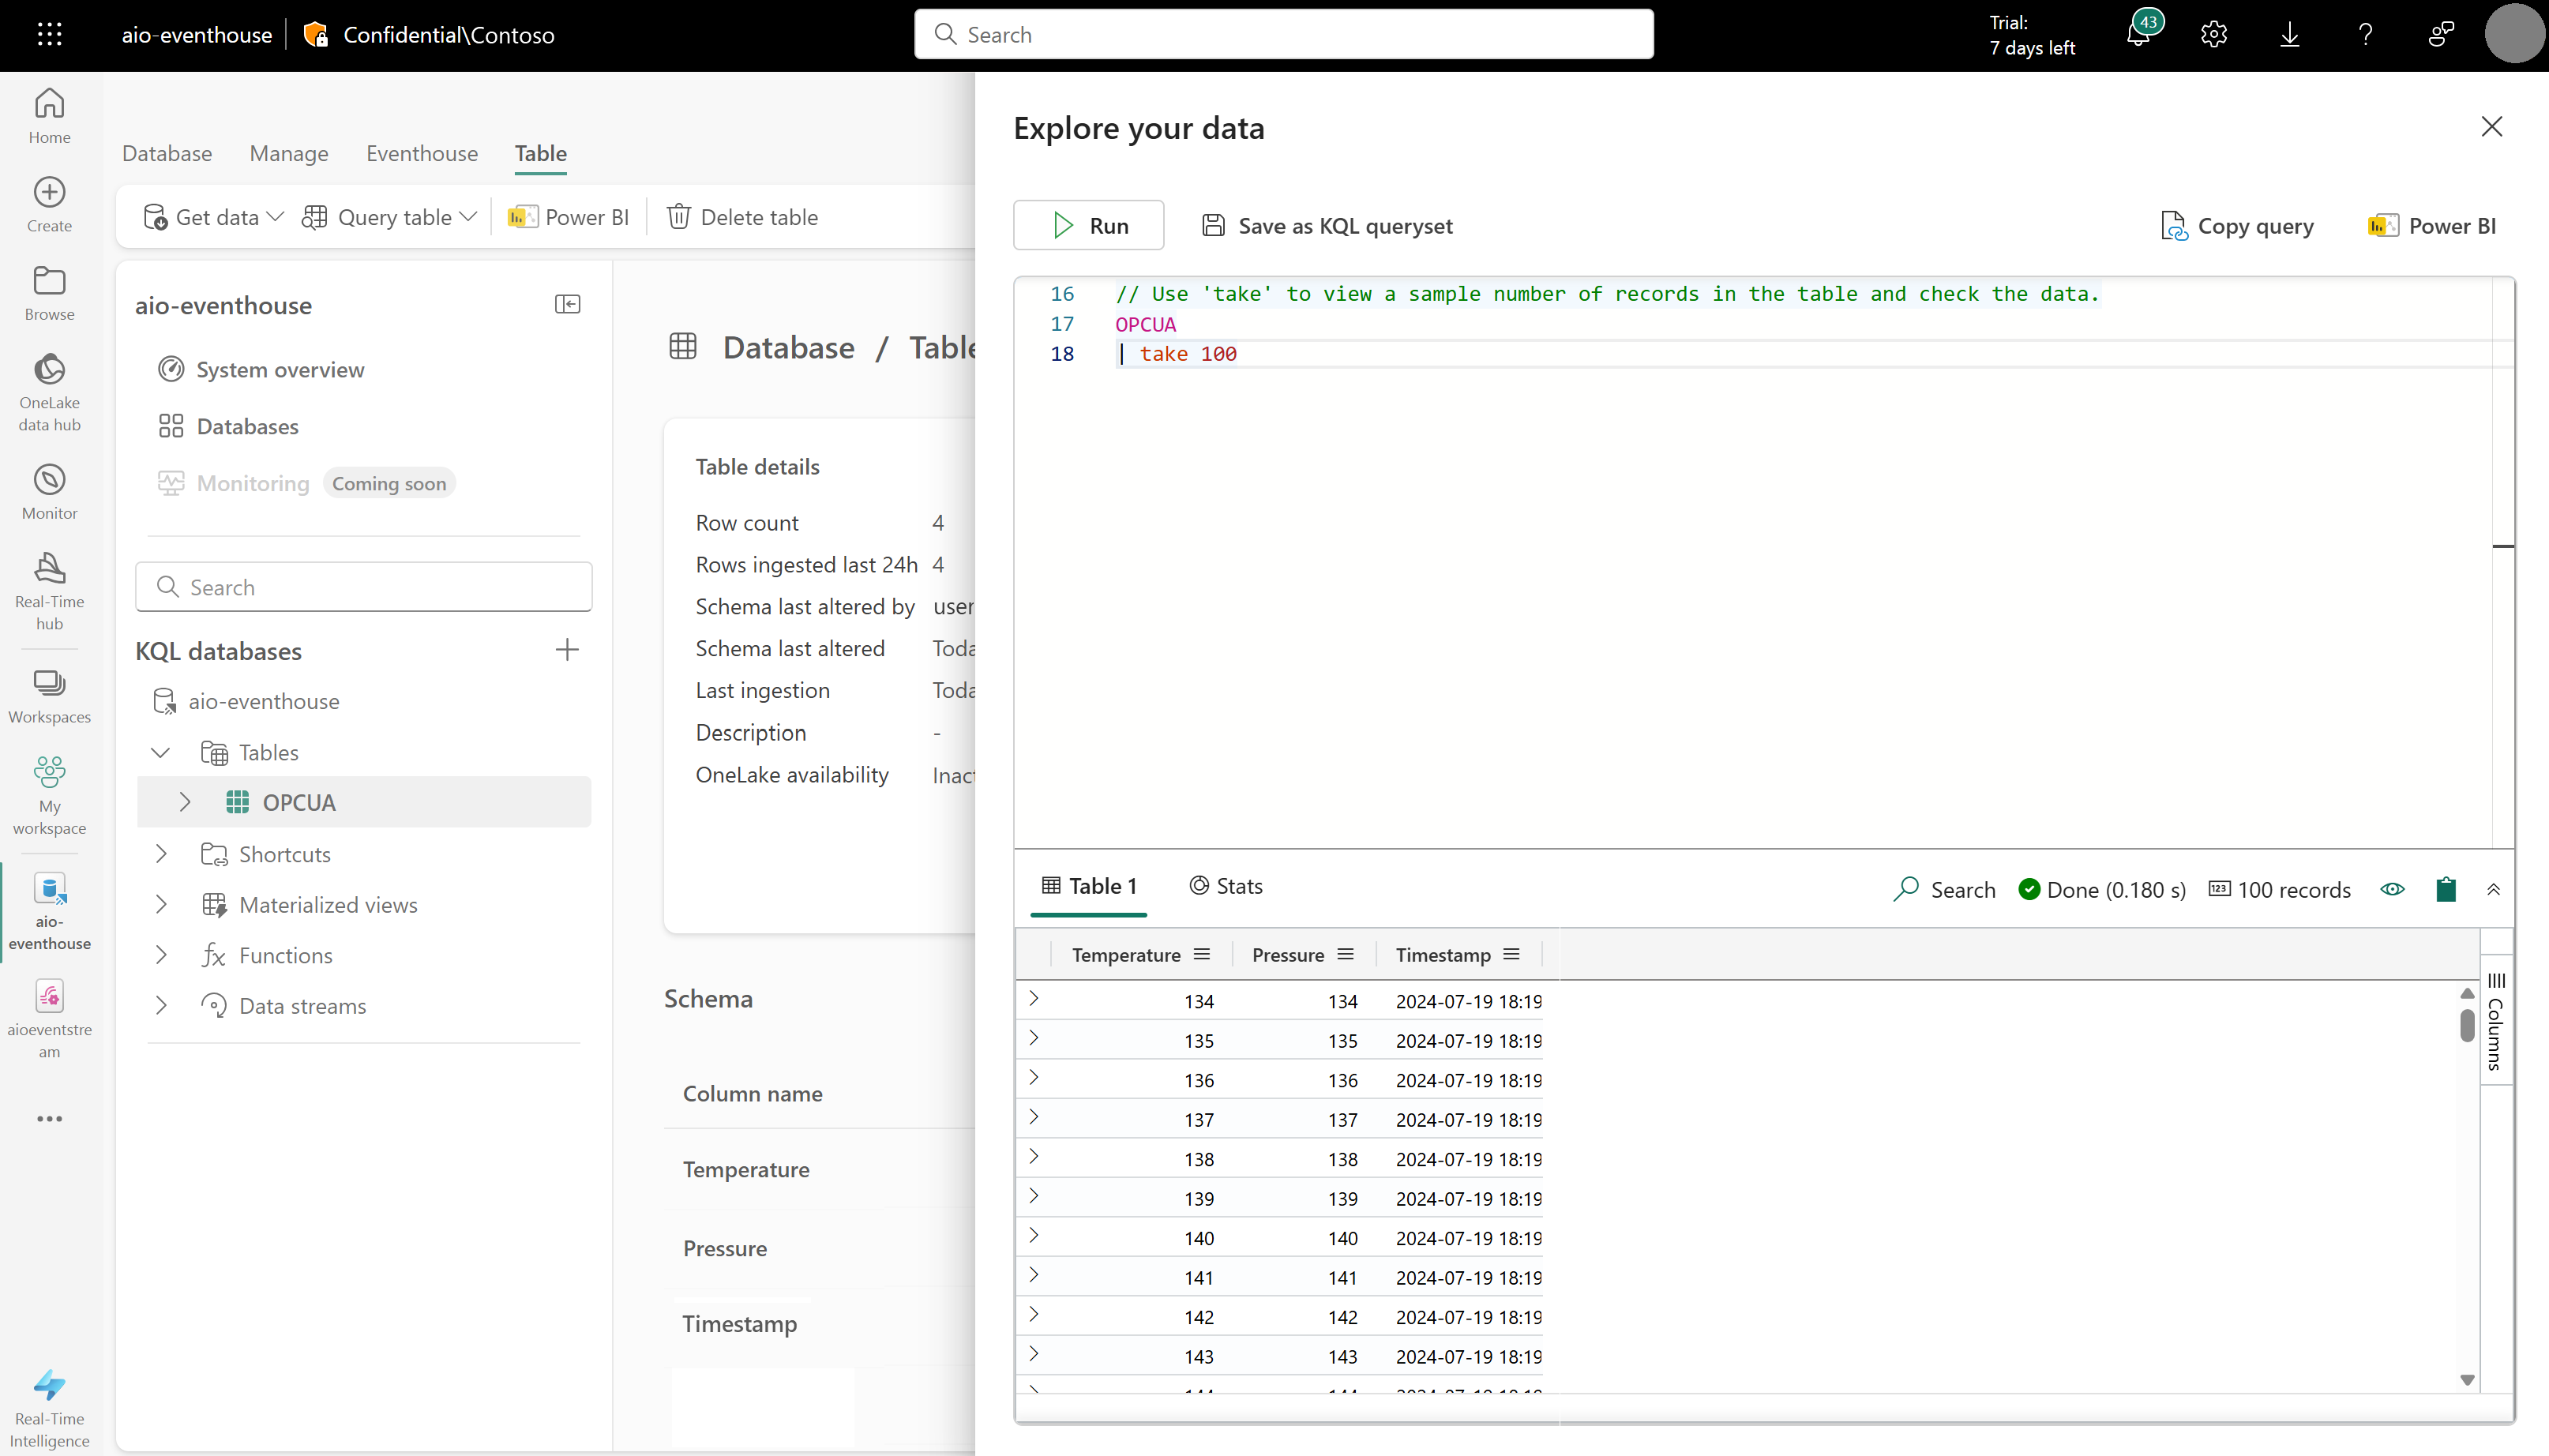 aio-eventhouse
Confidential\Contoso
Search
Trial:
7 days left
43
Home
Create
Browse
OneLake
data hub
Monitor
Real-Time
hub
Workspaces
My
workspace
aio-
eventhouse
aioeventstre
am
Real-Time
Intelligence
Database Manage Eventhouse Table
Get data Query table Power BI Delete table
aio-eventhouse
System overview
Databases
Monitoring Coming soon
Search
KQL databases
aio-eventhouse
Tables
OPCUA
Shortcuts
Materialized views
Functions
Data streams
Database / Table
Table details
Row count 4
Rows ingested last 24h 4
Schema last altered by user
Schema last altered Toda
Last ingestion Toda
Description -
OneLake availability Inact
Schema
Column name
Temperature
Pressure
Timestamp
Explore your data
Run Save as KQL queryset Copy query Power BI
16 // Use 'take' to view a sample number of records in the table and check the data.
17 OPCUA
18 | take 100
Table 1 Stats Search Done (0.180 s) 123 100 records
Temperature Pressure Timestamp
134 134 2024-07-19 18:19
135 135 2024-07-19 18:19
136 136 2024-07-19 18:19
137 137 2024-07-19 18:19
138 138 2024-07-19 18:19
139 139 2024-07-19 18:19
140 140 2024-07-19 18:19
141 141 2024-07-19 18:19
142 142 2024-07-19 18:19
143 143 2024-07-19 18:19
Columns